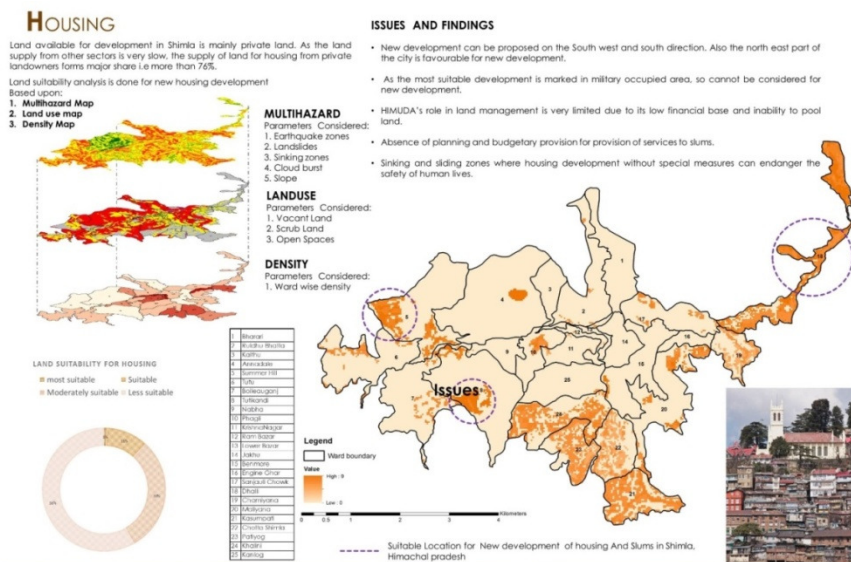 HOUSING
Land available for development in Shimla is mainly private land. As the land
supply from other sectors is very slow, the supply of land for housing from private
landowners forms major share i.e more than 76%.
Land suitability analysis is done for new housing development
Based upon:
1. Multihazard Map
2. Land use map
3. Density Map
MULTIHAZARD
Parameters Considered:
1. Earthquake zones
2. Landslides
3. Sinking zones
4. Cloud burst
5. Slope
LANDUSE
Parameters Considered:
1. Vacant Land
2. Scrub Land
3. Open Spaces
DENSITY
Parameters Considered:
1. Ward wise density
LAND SUITABILITY FOR HOUSING
most suitable
Suitable
Moderately suitable
Less suitable
ISSUES AND FINDINGS
• New development can be proposed on the South west and south direction. Also the north east part of
the city is favourable for new development.
• As the most suitable development is marked in military occupied area, so cannot be considered for
new development.
• HIMUDA's role in land management is very limited due to its low financial base and inability to pool
land.
• Absence of planning and budgetary provision for provision of services to slums.
• Sinking and sliding zones where housing development without special measures can endanger the
safety of human lives.
1 Bharari
2 Ruldhu Bhatta
3 Kaithu
4 Annadale
5 Summer Hill
6 Tutu
7 Boileauganj
8 Tutikandi
9 Nabha
10 Phagli
11 KrishnaNagar
12 Ram Bazar
13 Lower Bazar
14 Jakhu
15 Benmore
16 Engine Ghar
17 Sanjauli Chowk
18 Dhalli
19 Chamiyana
20 Mallyana
21 Kasumpati
22 Chotta Shimla
23 Patiyog
24 Khalini
25 Kanlog
Issues
Legend
Ward boundary
Value
High : 9
Low : 0
0 0.5 1 2 3 4
Kilometers
Suitable Location for New development of housing And Slums in Shimla,
Himachal pradesh